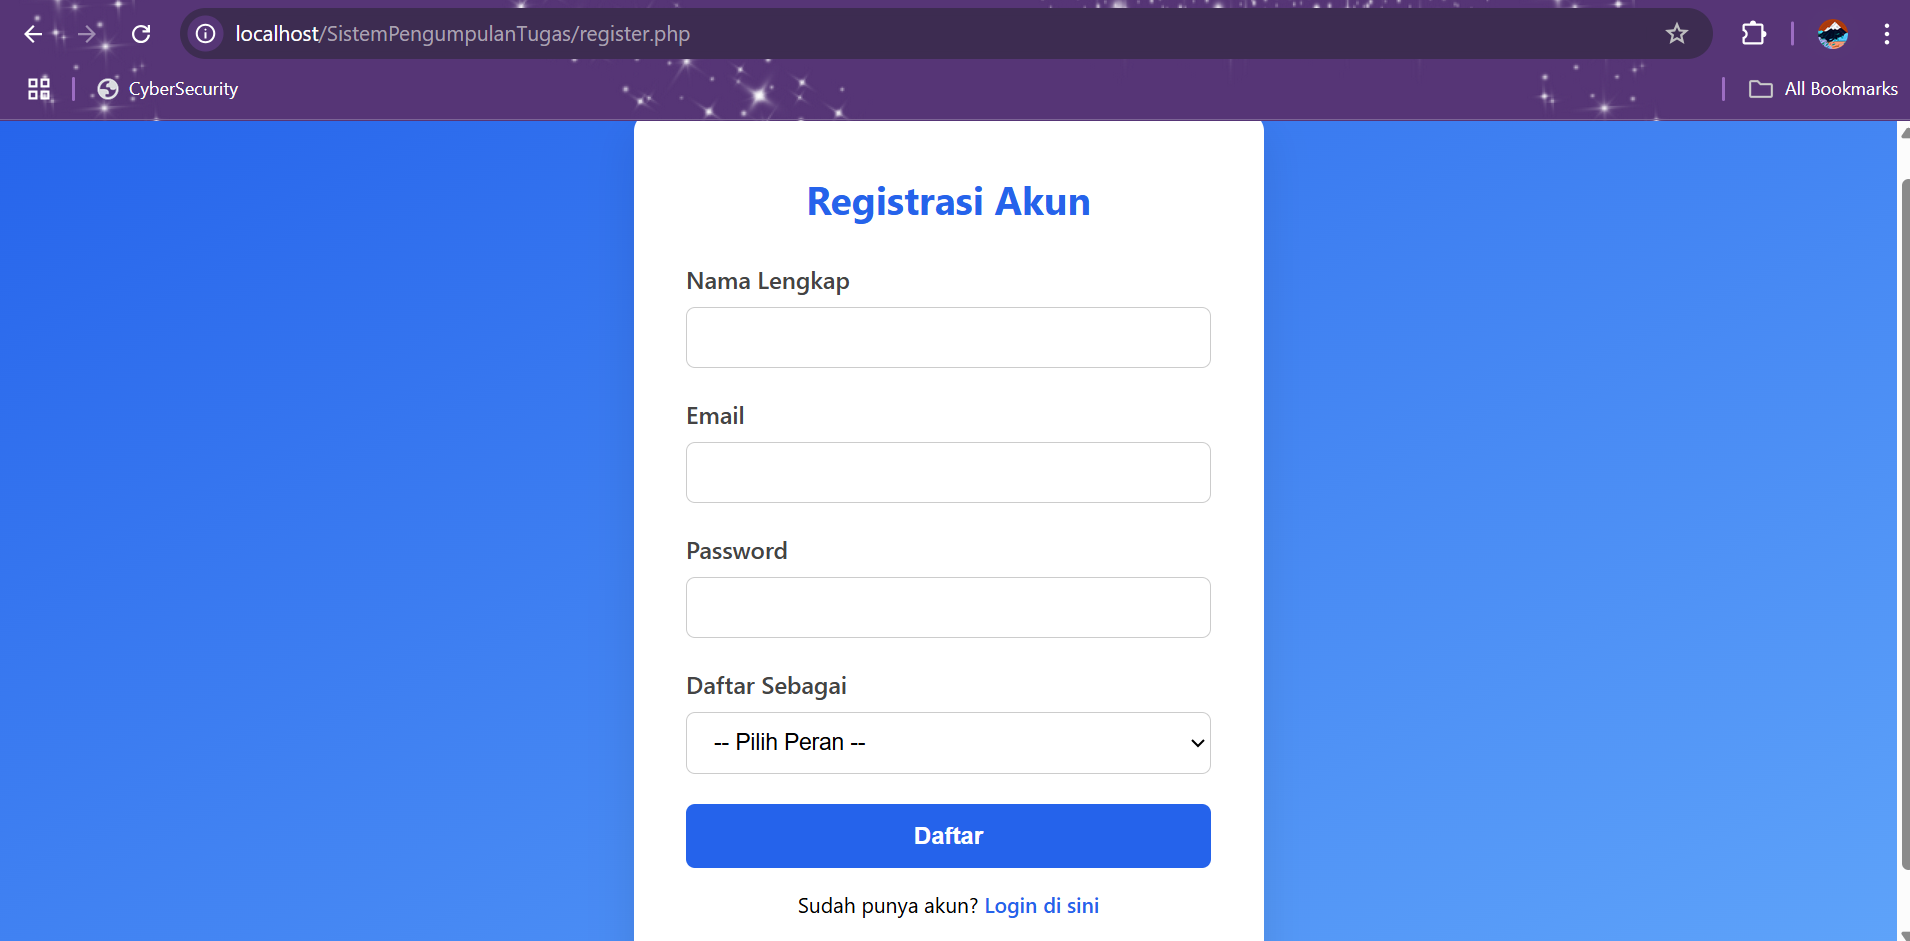 localhost/SistemPengumpulanTugas/register.php
CyberSecurity
All Bookmarks
Registrasi Akun
Nama Lengkap
Email
Password
Daftar Sebagai
-- Pilih Peran --
Daftar
Sudah punya akun? Login di sini